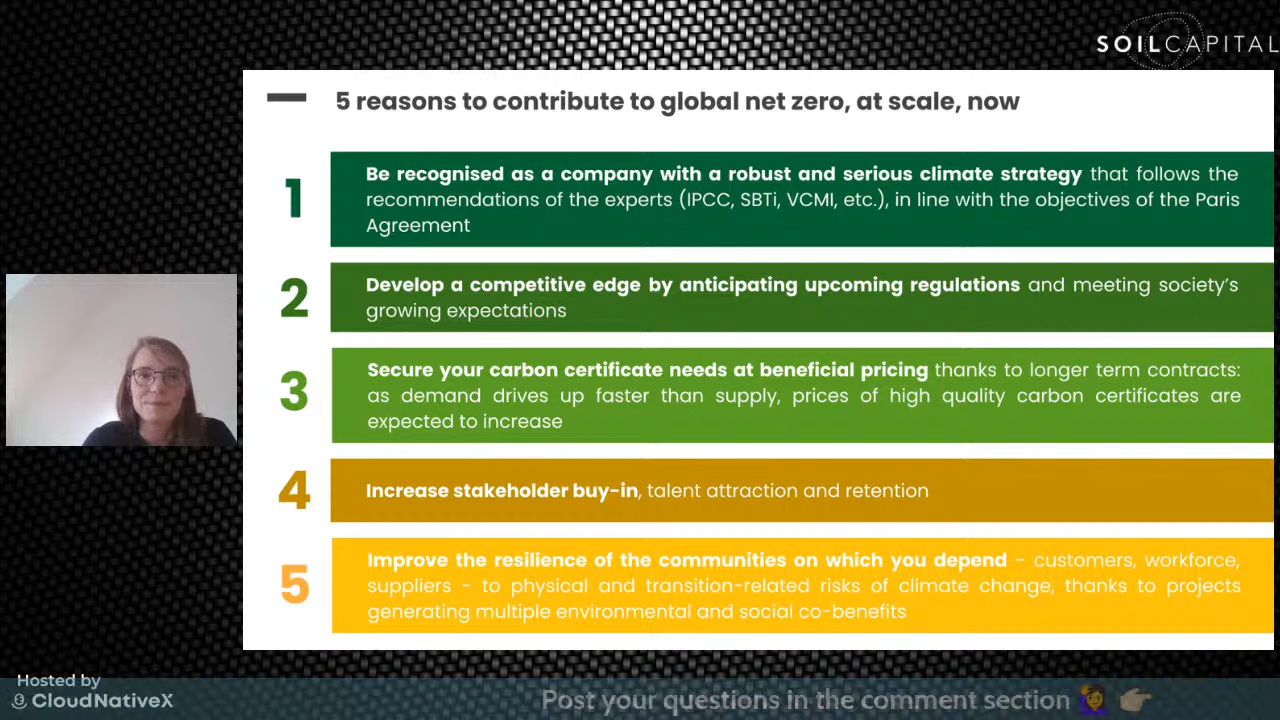 SOILCAPITAL
5 reasons to contribute to global net zero, at scale, now
1
Be recognised as a company with a robust and serious climate strategy that follows the
recommendations of the experts (IPCC, SBTi, VCMI, etc.), in line with the objectives of the Paris
Agreement
2
Develop a competitive edge by anticipating upcoming regulations and meeting society's
growing expectations
3
Secure your carbon certificate needs at beneficial pricing thanks to longer term contracts:
as demand drives up faster than supply, prices of high quality carbon certificates are
expected to increase
4
Increase stakeholder buy-in, talent attraction and retention
5
Improve the resilience of the communities on which you depend - customers, workforce,
suppliers - to physical and transition-related risks of climate change, thanks to projects
generating multiple environmental and social co-benefits
Hosted by
CloudNativeX
Post your questions in the comment section 🙋‍♀️ 👉